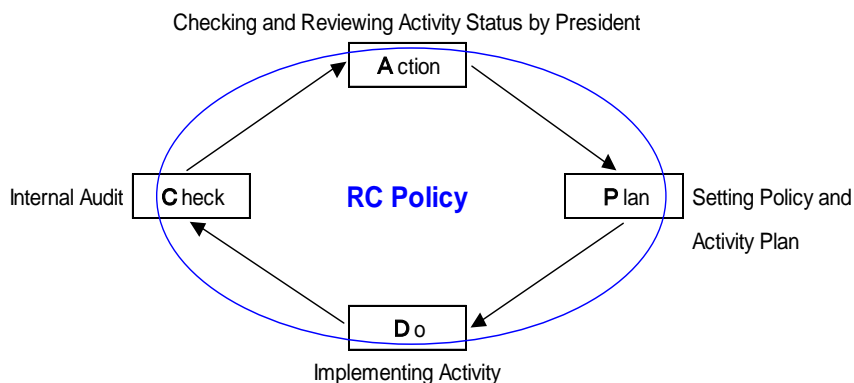 Checking and Reviewing Activity Status by President
Action
Internal Audit
Check
RC Policy
Plan
Setting Policy and
Activity Plan
Do
Implementing Activity